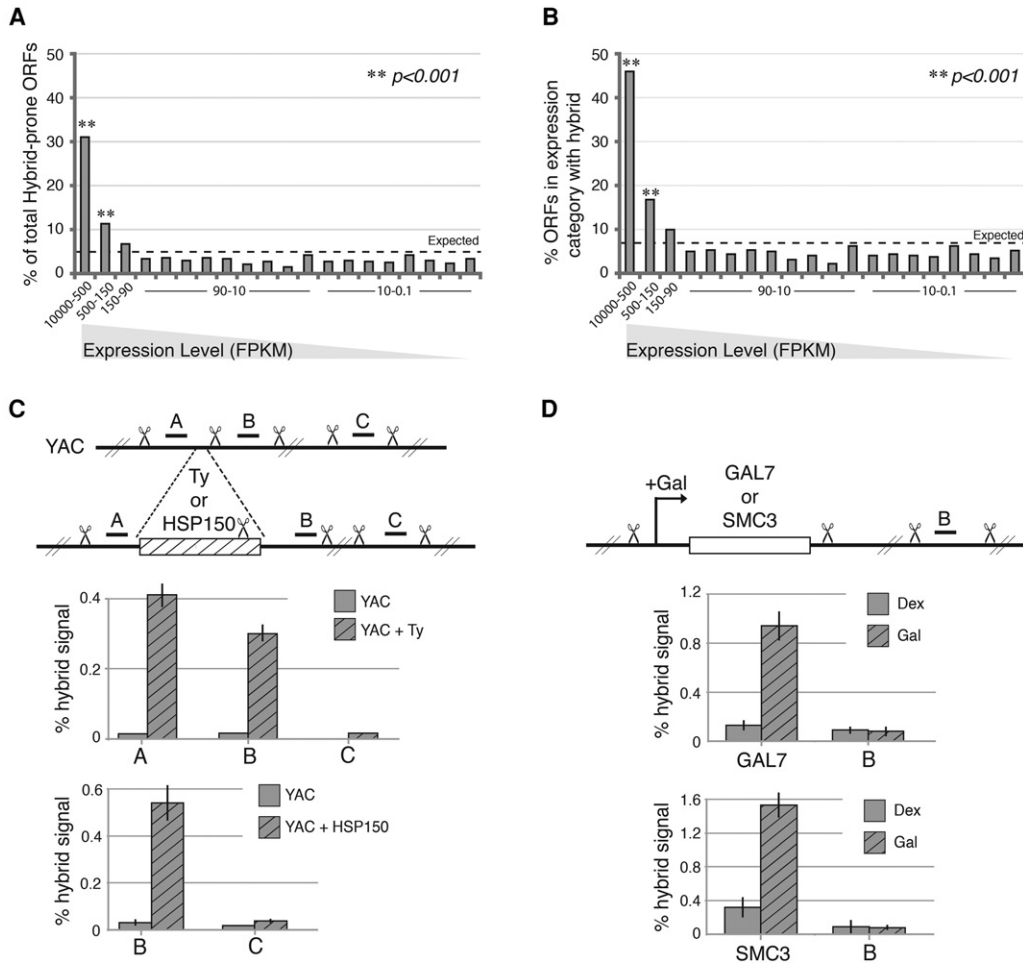 A
% of total Hybrid-prone ORFs
50
40
30
20
10
0
** p<0.001
**
**
Expected
10000-500
500-150
150-90
90-10
10-0.1
Expression Level (FPKM)
B
% ORFs in expression
category with hybrid
50
40
30
20
10
0
** p<0.001
**
**
Expected
10000-500
500-150
150-90
90-10
10-0.1
Expression Level (FPKM)
C
YAC
A
B
C
Ty
or
HSP150
A
B
C
% hybrid signal
0.4
0.2
0
A
B
C
YAC
YAC + Ty
% hybrid signal
0.6
0.4
0.2
0
B
C
YAC
YAC + HSP150
D
+Gal
GAL7
or
SMC3
B
% hybrid signal
1.2
0.8
0.4
0
GAL7
B
Dex
Gal
% hybrid signal
1.6
1.2
0.8
0.4
0
SMC3
B
Dex
Gal